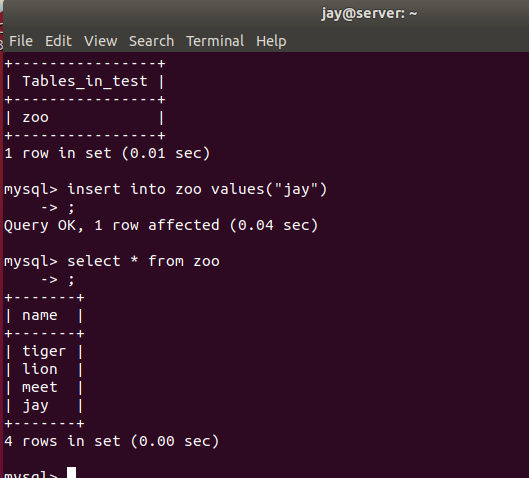 jay@server: ~
File Edit View Search Terminal Help
+----------------+
| Tables_in_test |
+----------------+
| zoo            |
+----------------+
1 row in set (0.01 sec)
mysql> insert into zoo values("jay")
    -> ;
Query OK, 1 row affected (0.04 sec)
mysql> select * from zoo
    -> ;
+-------+
| name  |
+-------+
| tiger |
| lion  |
| meet  |
| jay   |
+-------+
4 rows in set (0.00 sec)
mysql>